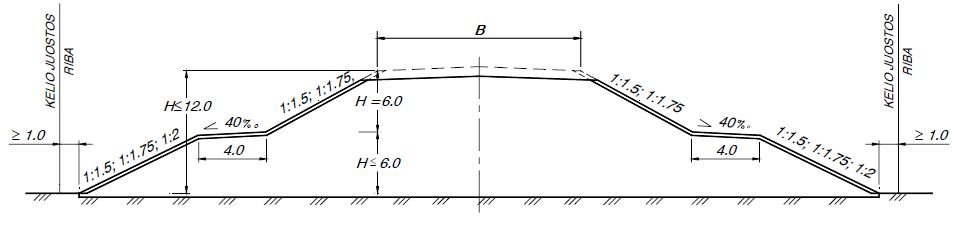 B
KELIO JUOSTOS
RIBA
KELIO JUOSTOS
RIBA
1:1.5; 1:1.75,
1:1.5; 1:1.75
H≤12.0
H =6.0
≤ 40‰
≥ 40‰
≥ 1.0
≥ 1.0
1:1.5; 1:1.75; 1:2
1:1.5; 1:1.75; 1:2
4.0
4.0
H≤ 6.0